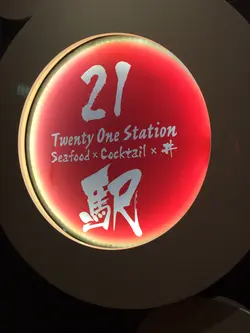 21
Twenty One Station
Seafood × Cocktail × 丼
駅